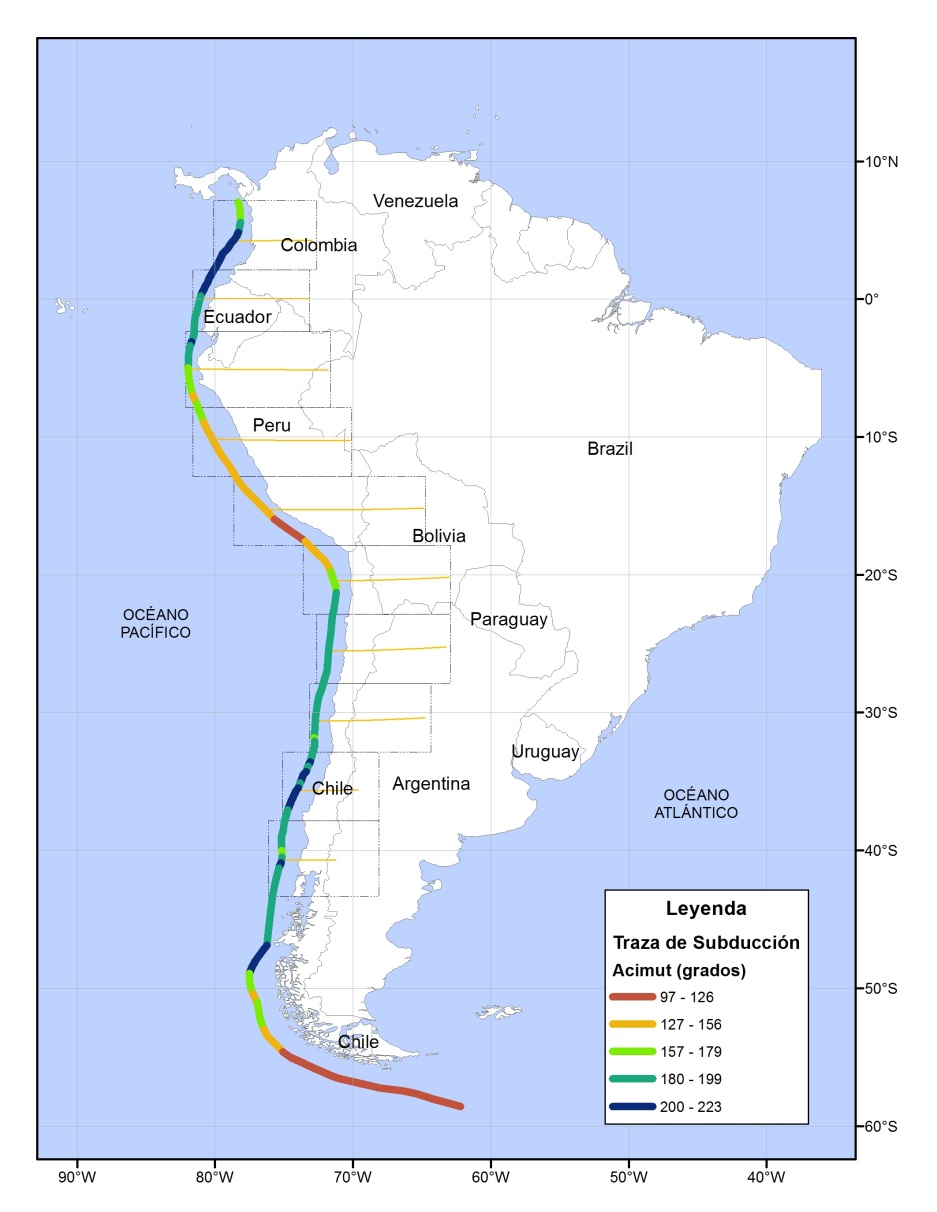 10°N
Venezuela
Colombia
0°
Ecuador
Peru
10°S
Brazil
Bolivia
20°S
OCÉANO
PACÍFICO
Paraguay
30°S
Uruguay
Chile
Argentina
OCÉANO
ATLÁNTICO
40°S
Leyenda
Traza de Subducción
Acimut (grados)
97 - 126
127 - 156
157 - 179
180 - 199
200 - 223
50°S
Chile
60°S
90°W
80°W
70°W
60°W
50°W
40°W